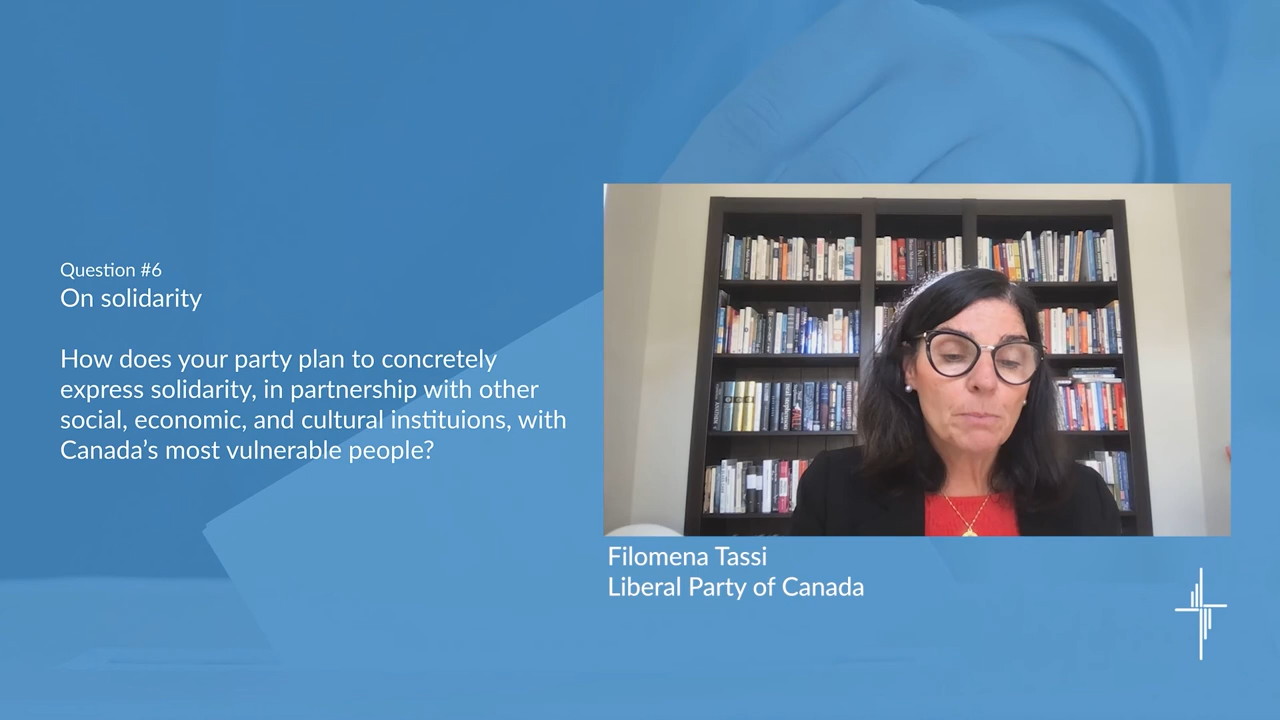 Question #6
On solidarity
How does your party plan to concretely
express solidarity, in partnership with other
social, economic, and cultural instituions, with
Canada's most vulnerable people?
Filomena Tassi
Liberal Party of Canada